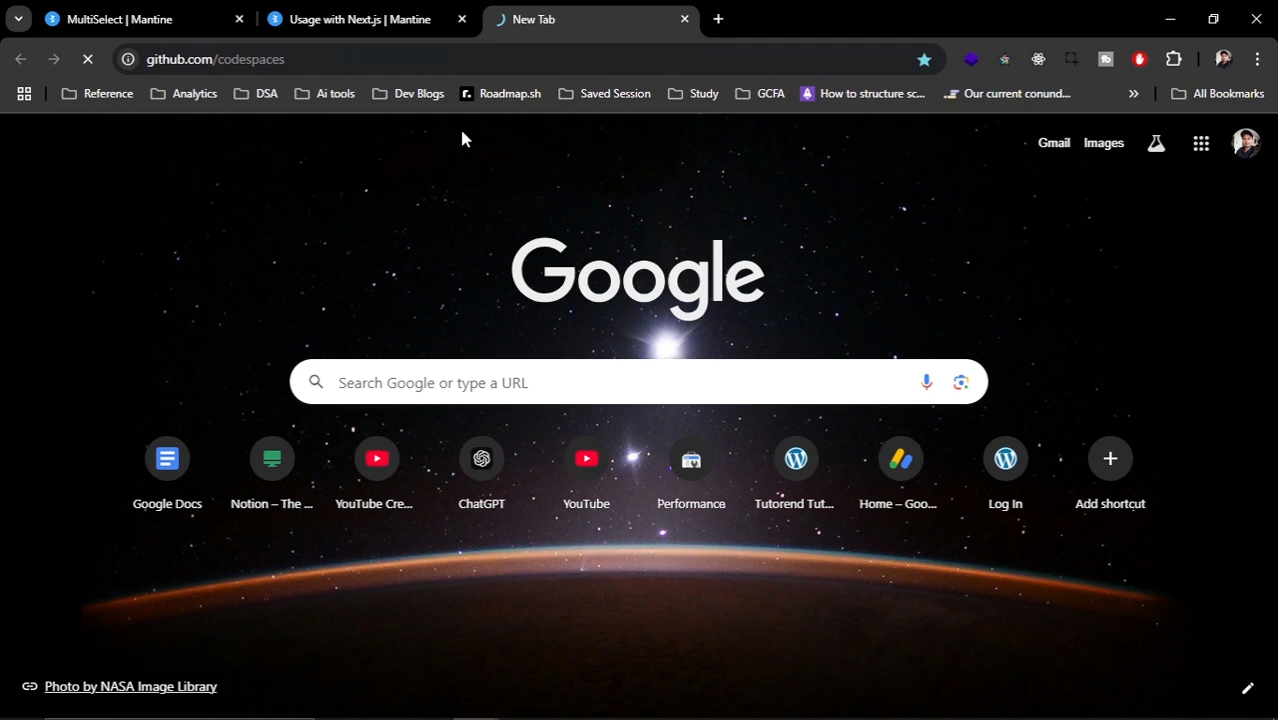 MultiSelect | Mantine
Usage with Next.js | Mantine
New Tab
github.com/codespaces
Reference
Analytics
DSA
Ai tools
Dev Blogs
r. Roadmap.sh
Saved Session
Study
GCFA
How to structure sc...
Our current conund...
All Bookmarks
Gmail
Images
Google
Search Google or type a URL
Google Docs
Notion – The ...
YouTube Cre...
ChatGPT
YouTube
Performance
Tutorend Tut...
Home – Goo...
Log In
Add shortcut
Photo by NASA Image Library